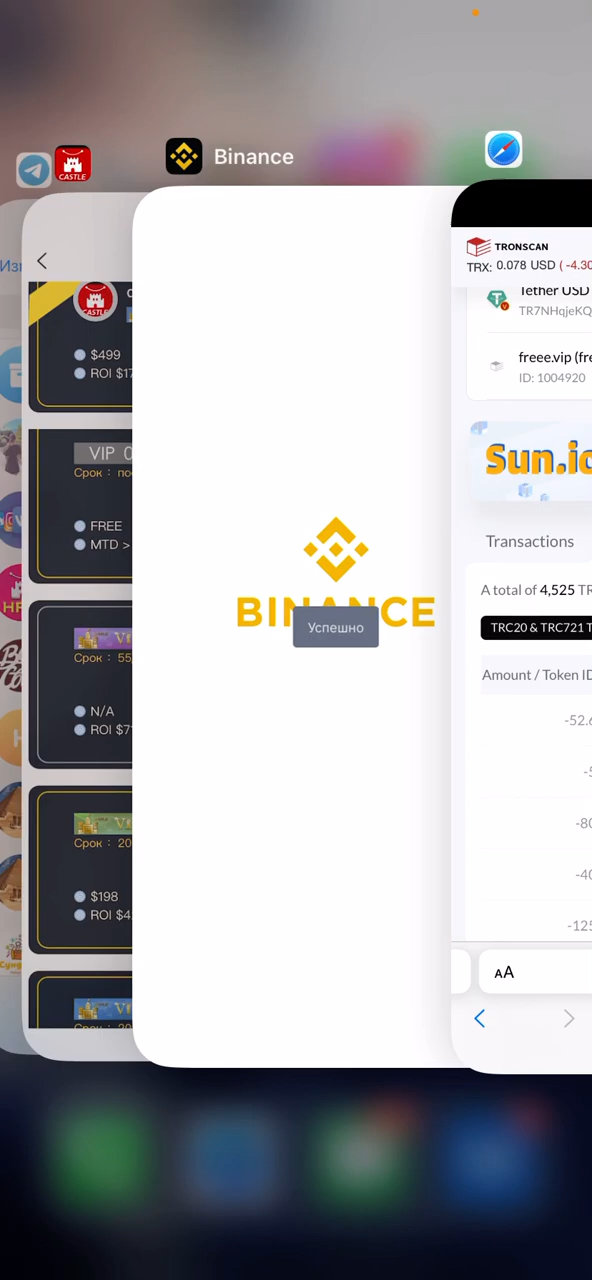 Binance
CASTLE
Изм
CASTLE
$499
ROI $17
VIP 0
Срок : по
FREE
MTD >
Срок : 55,
N/A
ROI $7
Срок : 20
$198
ROI $4
BINANCE
Успешно
TRONSCAN
TRX: 0.078 USD ( -4.30
Tether USD
TR7NHqjeKQ
freee.vip (fre
ID: 1004920
Sun.io
Transactions
A total of 4,525 TR
TRC20 & TRC721 T
Amount / Token ID
-52.6
-5
-80
-40
-125
AA